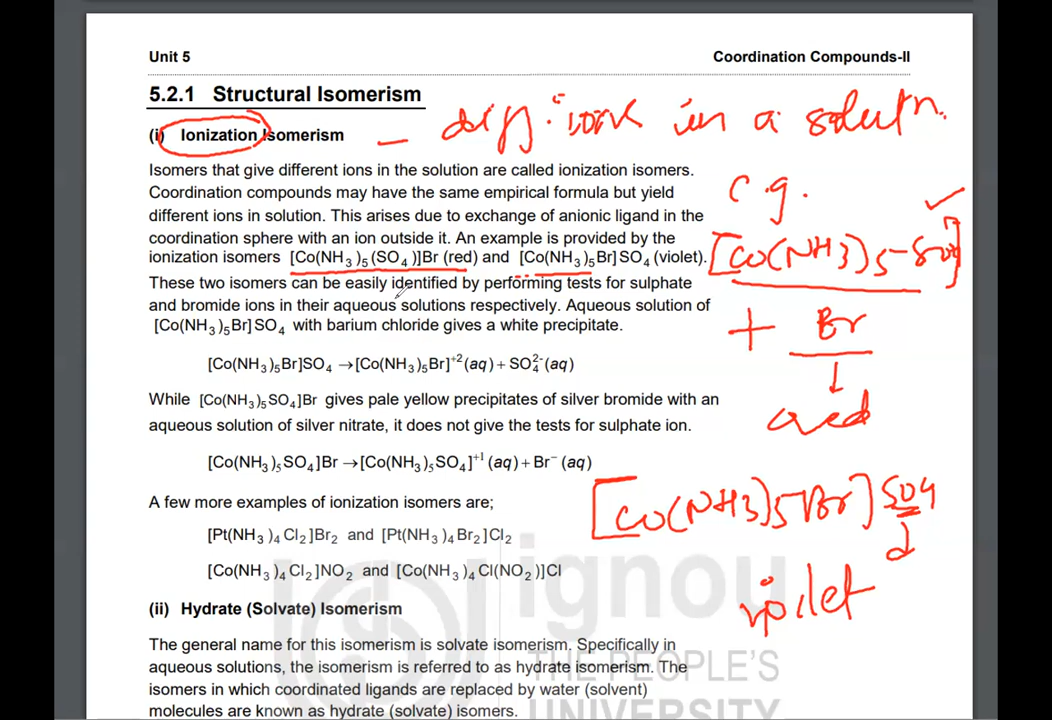 Unit 5 Coordination Compounds-II
5.2.1 Structural Isomerism
(i) Ionization Isomerism - diff. ions in a solutn.
Isomers that give different ions in the solution are called ionization isomers.
Coordination compounds may have the same empirical formula but yield
different ions in solution. This arises due to exchange of anionic ligand in the
coordination sphere with an ion outside it. An example is provided by the
ionization isomers [Co(NH₃)₅(SO₄)]Br (red) and [Co(NH₃)₅Br]SO₄ (violet).
These two isomers can be easily identified by performing tests for sulphate
and bromide ions in their aqueous solutions respectively. Aqueous solution of
[Co(NH₃)₅Br]SO₄ with barium chloride gives a white precipitate.
[Co(NH₃)₅Br]SO₄ → [Co(NH₃)₅Br]⁺²(aq) + SO₄²⁻(aq)
While [Co(NH₃)₅SO₄]Br gives pale yellow precipitates of silver bromide with an
aqueous solution of silver nitrate, it does not give the tests for sulphate ion.
[Co(NH₃)₅SO₄]Br → [Co(NH₃)₅SO₄]⁺¹ (aq) + Br⁻ (aq)
A few more examples of ionization isomers are;
[Pt(NH₃)₄Cl₂]Br₂ and [Pt(NH₃)₄Br₂]Cl₂
[Co(NH₃)₄Cl₂]NO₂ and [Co(NH₃)₄Cl(NO₂)]Cl
(ii) Hydrate (Solvate) Isomerism
The general name for this isomerism is solvate isomerism. Specifically in
aqueous solutions, the isomerism is referred to as hydrate isomerism. The
isomers in which coordinated ligands are replaced by water (solvent)
molecules are known as hydrate (solvate) isomers.
e.g.
[Co(NH3)5-SO4]
+ Br
↓
red
[Co(NH3)5-Br] SO4
↓
ignou
THE PEOPLE'S
UNIVERSITY